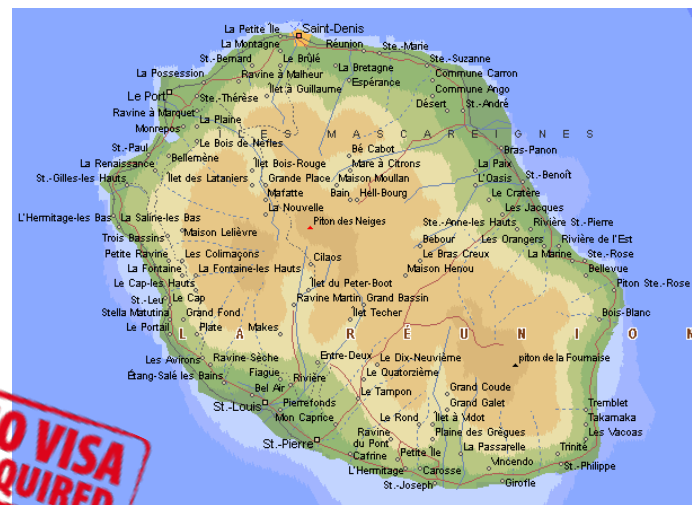 La Petite Île
Saint-Denis
La Montagne
Réunion
Ste.-Marie
St.-Bernard
Le Brûlé
Ste.-Suzanne
La Possession
Ravine à Malheur
La Bretagne
Commune Carron
Le Port
Ste.-Thérèse
Îlet à Guillaume
Espérance
Commune Ango
Ravine à Marquet
Désert
St.-André
Monrepos
La Plaine
ÎLES MASCAREIGNES
St.-Paul
Le Bois de Nèfles
Bé Cabot
Bras-Panon
La Renaissance
Bellemène
Îlet Bois-Rouge
Mare à Citrons
La Paix
St.-Gilles-les Hauts
Îlet des Lataniers
Grande Place
Maison Moullan
L'Oasis
St.-Benoît
Mafatte
Bain
Hell-Bourg
Le Cratère
La Nouvelle
Les Jacques
L'Hermitage-les Bas
La Saline-les Bas
Piton des Neiges
Ste.-Anne-les Hauts
Rivière St.-Pierre
Trois Bassins
Maison Lelièvre
Bébour
Les Orangers
Rivière de l'Est
Petite Ravine
Les Colimaçons
Le Bras Creux
La Marine
Ste.-Rose
La Fontaine
La Fontaine-les Hauts
Cilaos
Maison Henou
Bellevue
Le Cap-les Hauts
Îlet du Peter-Boot
Piton Ste.-Rose
St.-Leu
Le Cap
Ravine Martin
Grand Bassin
Stella Matutina
Grand Fond
Îlet Techer
Bois-Blanc
Le Portail
Plate
Makes
LA RÉUNION
Les Avirons
Ravine-Sèche
Entre-Deux
Le Dix-Neuvième
piton de la Fournaise
Étang-Salé les Bains
Fiague
Rivière
Le Quatorzième
Bel Air
Le Tampon
Grand Coude
St.-Louis
Pierrefonds
Grand Galet
Tremblet
Mon Caprice
Le Rond
Îlet à Vidot
Takamaka
St.-Pierre
Ravine du Pont
Plaine des Grègues
Les Vacoas
Cafrine
Petite Île
La Passarelle
Trinité
L'Hermitage
Carosse
Vincendo
St.-Philippe
St.-Joseph
Girofle
O VISA
QUIRED